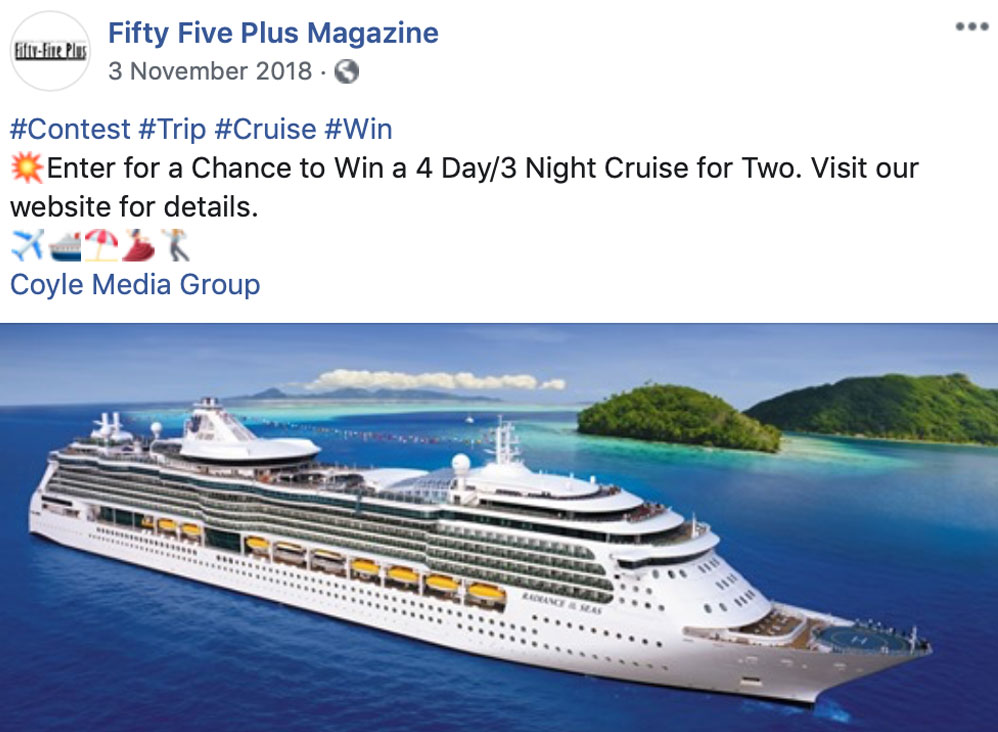 Fifty-Five Plus
Fifty Five Plus Magazine
3 November 2018 ·
#Contest #Trip #Cruise #Win
💥Enter for a Chance to Win a 4 Day/3 Night Cruise for Two. Visit our
website for details.
✈️🛳️⛱️💃🕺
Coyle Media Group
RADIANCE OF THE SEAS
H